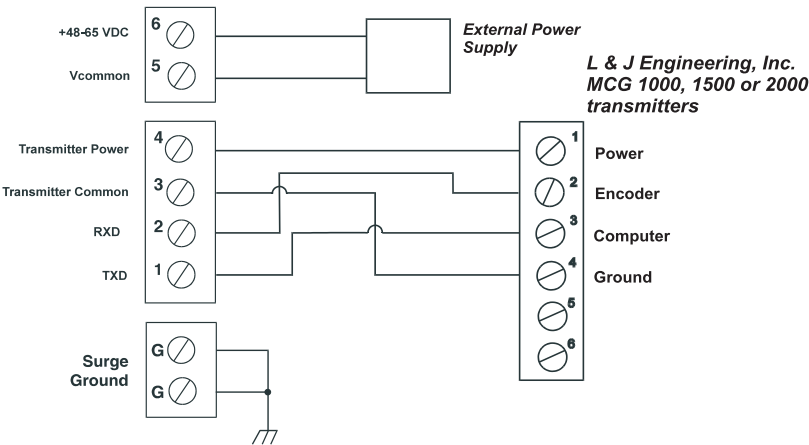 +48-65 VDC
6
Vcommon
5
External Power
Supply
L & J Engineering, Inc.
MCG 1000, 1500 or 2000
transmitters
Transmitter Power
4
Transmitter Common
3
RXD
2
TXD
1
1
Power
2
Encoder
3
Computer
4
Ground
5
6
Surge
Ground
G
G